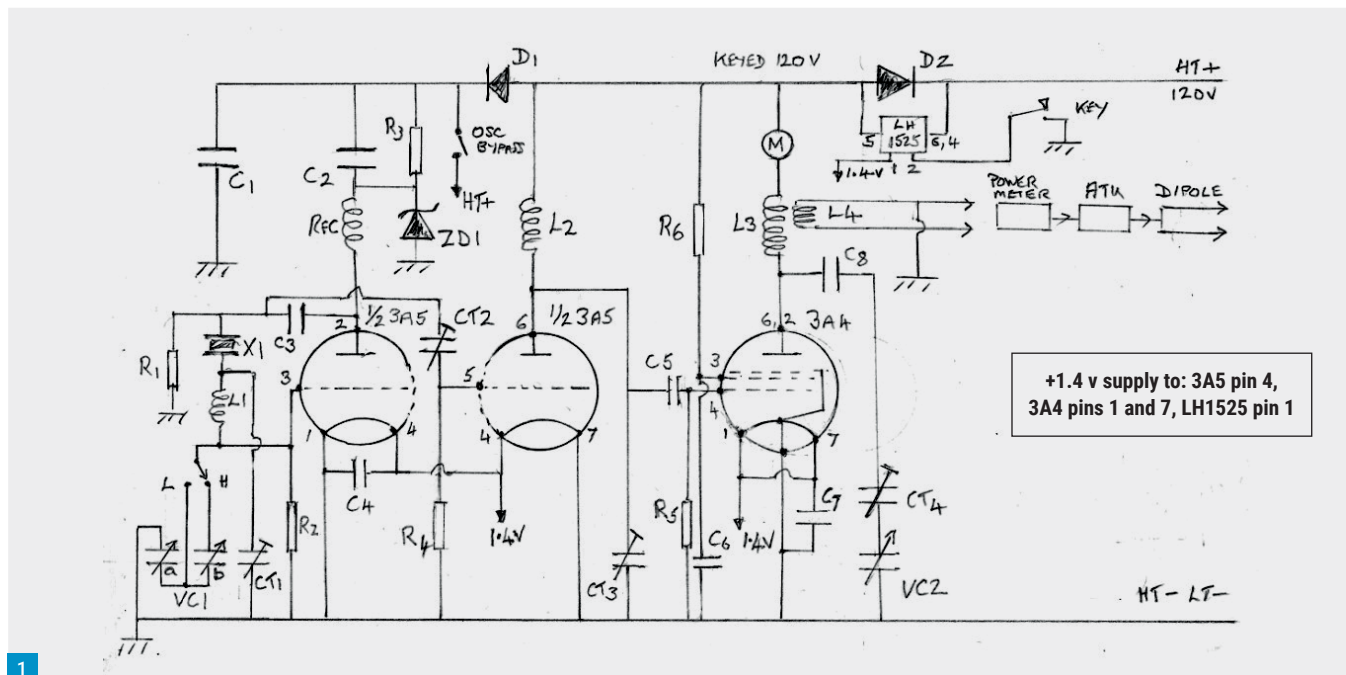 D1
KEYED 120V
D2
HT+
120V
KEY
LH
1525
5
6,4
1.4V
1 2
C1
C2
R3
OSC
BYPASS
HT+
RFC
ZD1
L2
M
R6
L3
L4
POWER
METER
ATU
DIPOLE
C8
C3
2
1/2 3A5
CT2
6
1/2 3A5
6,2
3A4
X1
R1
L1
3
5
C5
3
4
1
4
4
7
1
7
L
H
C4
R2
R4
1.4V
R5
C6
1.4V
C7
CT4
a
b
VC1
CT1
CT3
VC2
+1.4 v supply to: 3A5 pin 4,
3A4 pins 1 and 7, LH1525 pin 1
HT- LT-
1